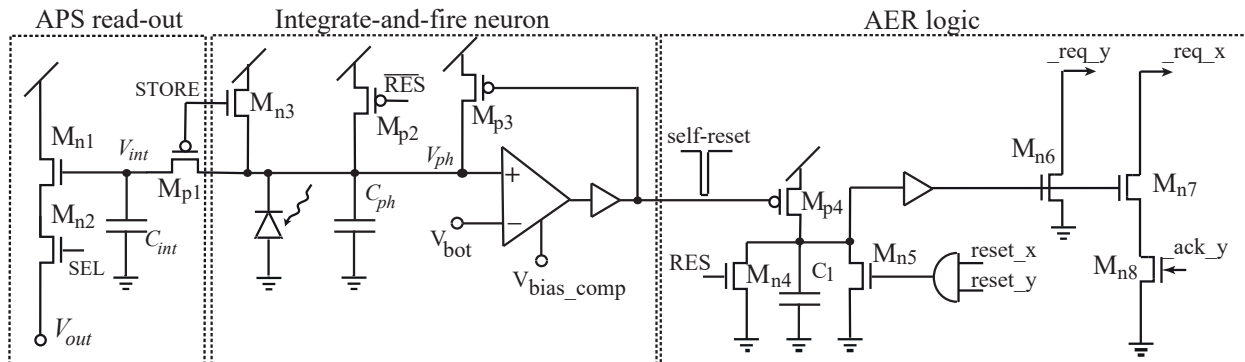 APS read-out
Integrate-and-fire neuron
AER logic
_req_y
_req_x
STORE
M_n3
RES
M_p2
M_p3
M_n1
V_int
M_p1
V_ph
self-reset
M_n6
M_n7
M_p4
M_n2
C_int
C_ph
+
−
V_bot
SEL
V_bias_comp
RES
M_n4
C_1
M_n5
reset_x
reset_y
M_n8
_ack_y
V_out